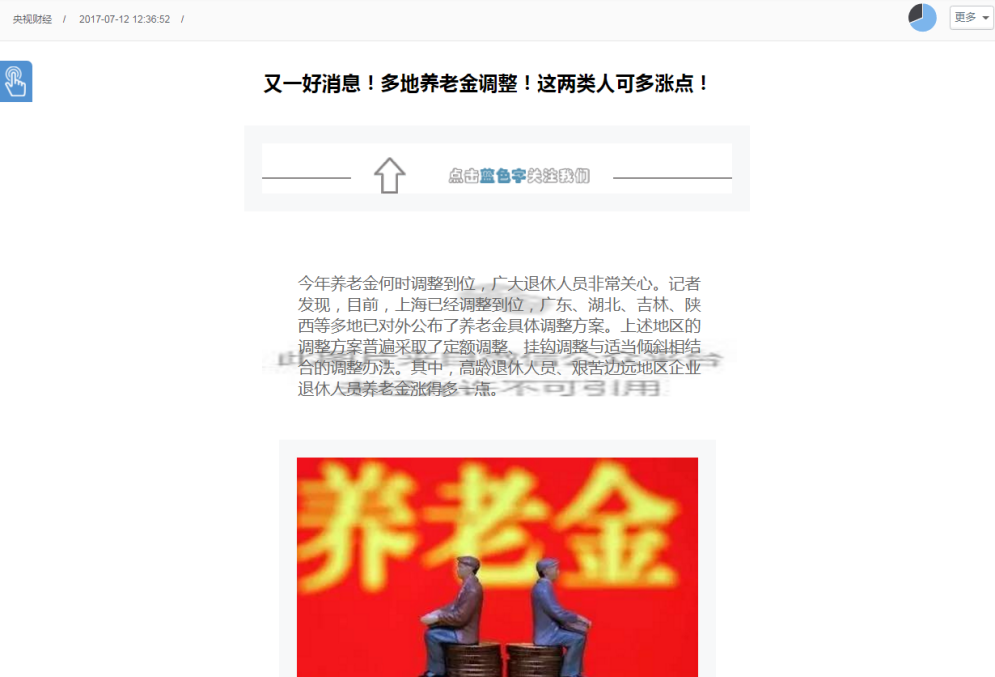 央视财经 / 2017-07-12 12:36:52 /
更多
又一好消息！多地养老金调整！这两类人可多涨点！
点击蓝色字关注我们
今年养老金何时调整到位，广大退休人员非常关心。记者
发现，目前，上海已经调整到位，广东、湖北、吉林、陕
西等多地已对外公布了养老金具体调整方案。上述地区的
调整方案普遍采取了定额调整、挂钩调整与适当倾斜相结
合的调整办法。其中，高龄退休人员、艰苦边远地区企业
退休人员养老金涨得多一点。
不可引用
养老金